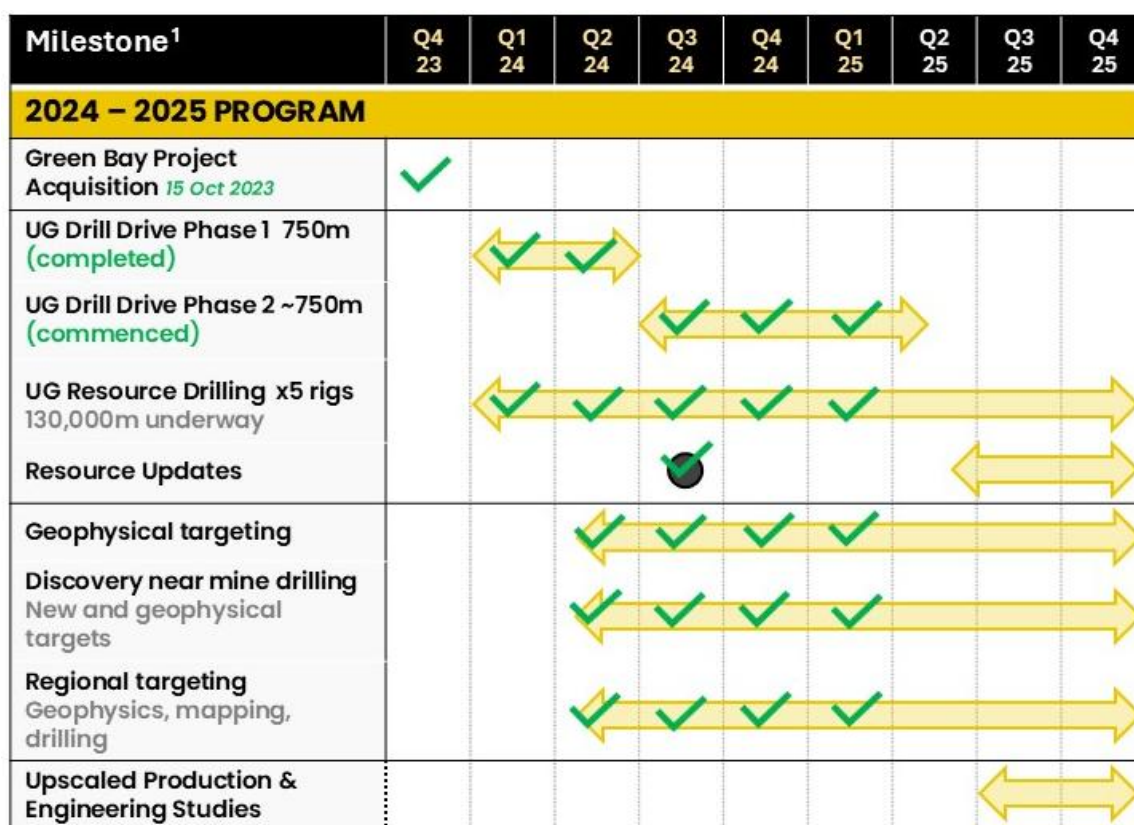 Milestone¹
Q4 23
Q1 24
Q2 24
Q3 24
Q4 24
Q1 25
Q2 25
Q3 25
Q4 25
2024 – 2025 PROGRAM
Green Bay Project
Acquisition 15 Oct 2023
UG Drill Drive Phase 1 750m
(completed)
UG Drill Drive Phase 2 ~750m
(commenced)
UG Resource Drilling x5 rigs
130,000m underway
Resource Updates
Geophysical targeting
Discovery near mine drilling
New and geophysical
targets
Regional targeting
Geophysics, mapping,
drilling
Upscaled Production &
Engineering Studies